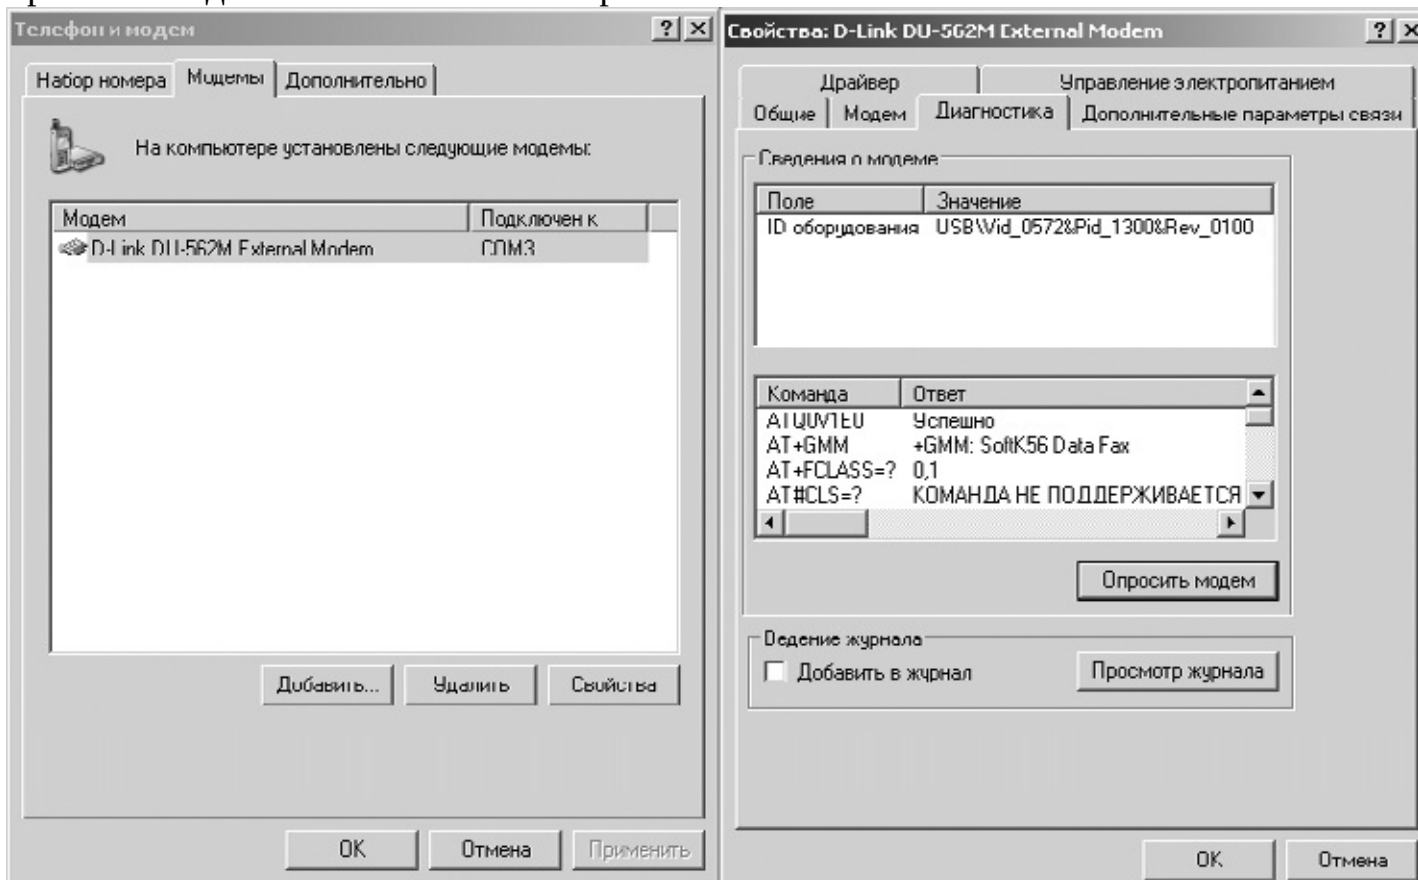 Телефон и модем
Набор номера Модемы Дополнительно
На компьютере установлены следующие модемы:
Модем Подключен к
D-Link DU-562M External Modem COM3
Добавить... Удалить Свойства
OK Отмена Применить
Свойства: D-Link DU-562M External Modem
Драйвер Управление электропитанием
Общие Модем Диагностика Дополнительные параметры связи
Сведения о модеме
Поле Значение
ID оборудования USB\Vid_0572&Pid_1300&Rev_0100
Команда Ответ
ATQ0V1E0 Успешно
AT+GMM +GMM: SoftK56 Data Fax
AT+FCLASS=? 0,1
AT#CLS=? КОМАНДА НЕ ПОДДЕРЖИВАЕТСЯ
Опросить модем
Ведение журнала
Добавить в журнал Просмотр журнала
OK Отмена